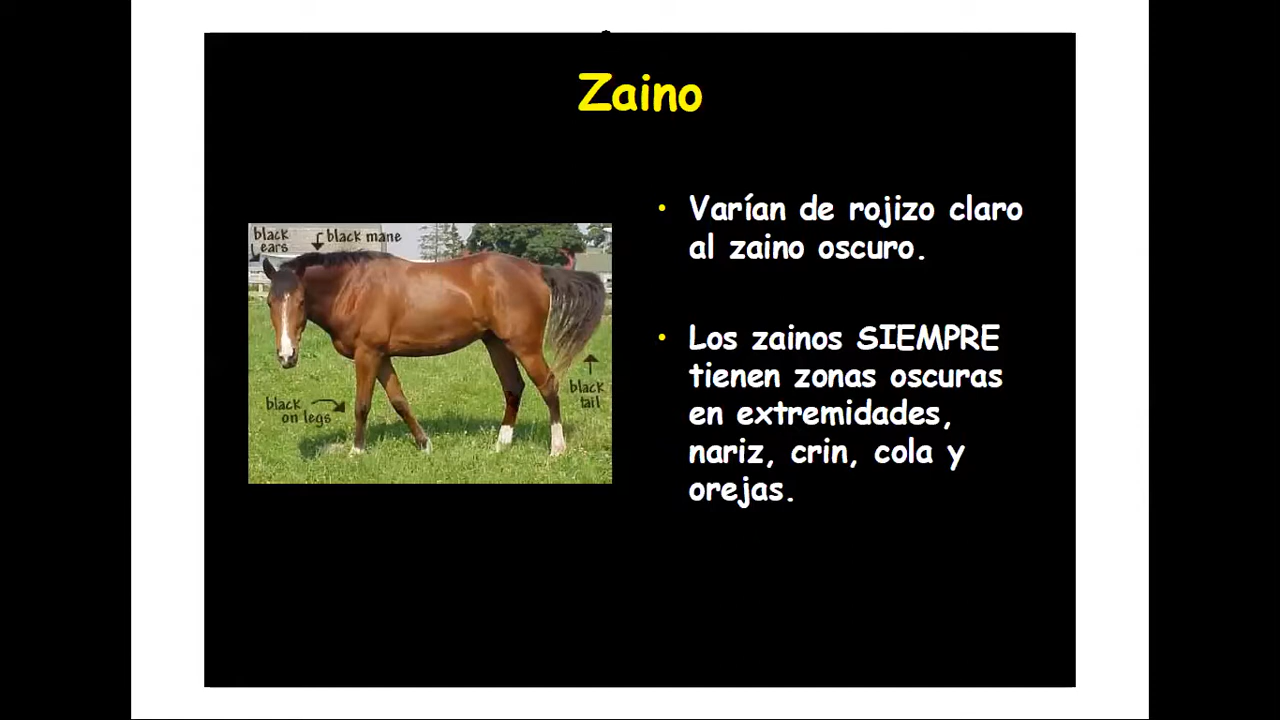 Zaino
black
ears
black mane
black
on legs
black
tail
• Varían de rojizo claro
al zaino oscuro.
• Los zainos SIEMPRE
tienen zonas oscuras
en extremidades,
nariz, crin, cola y
orejas.